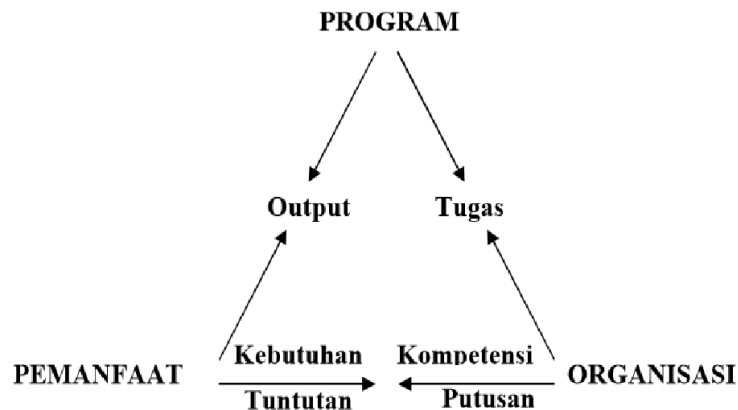 PROGRAM
Output Tugas
Kebutuhan Kompetensi
PEMANFAAT ORGANISASI
Tuntutan Putusan